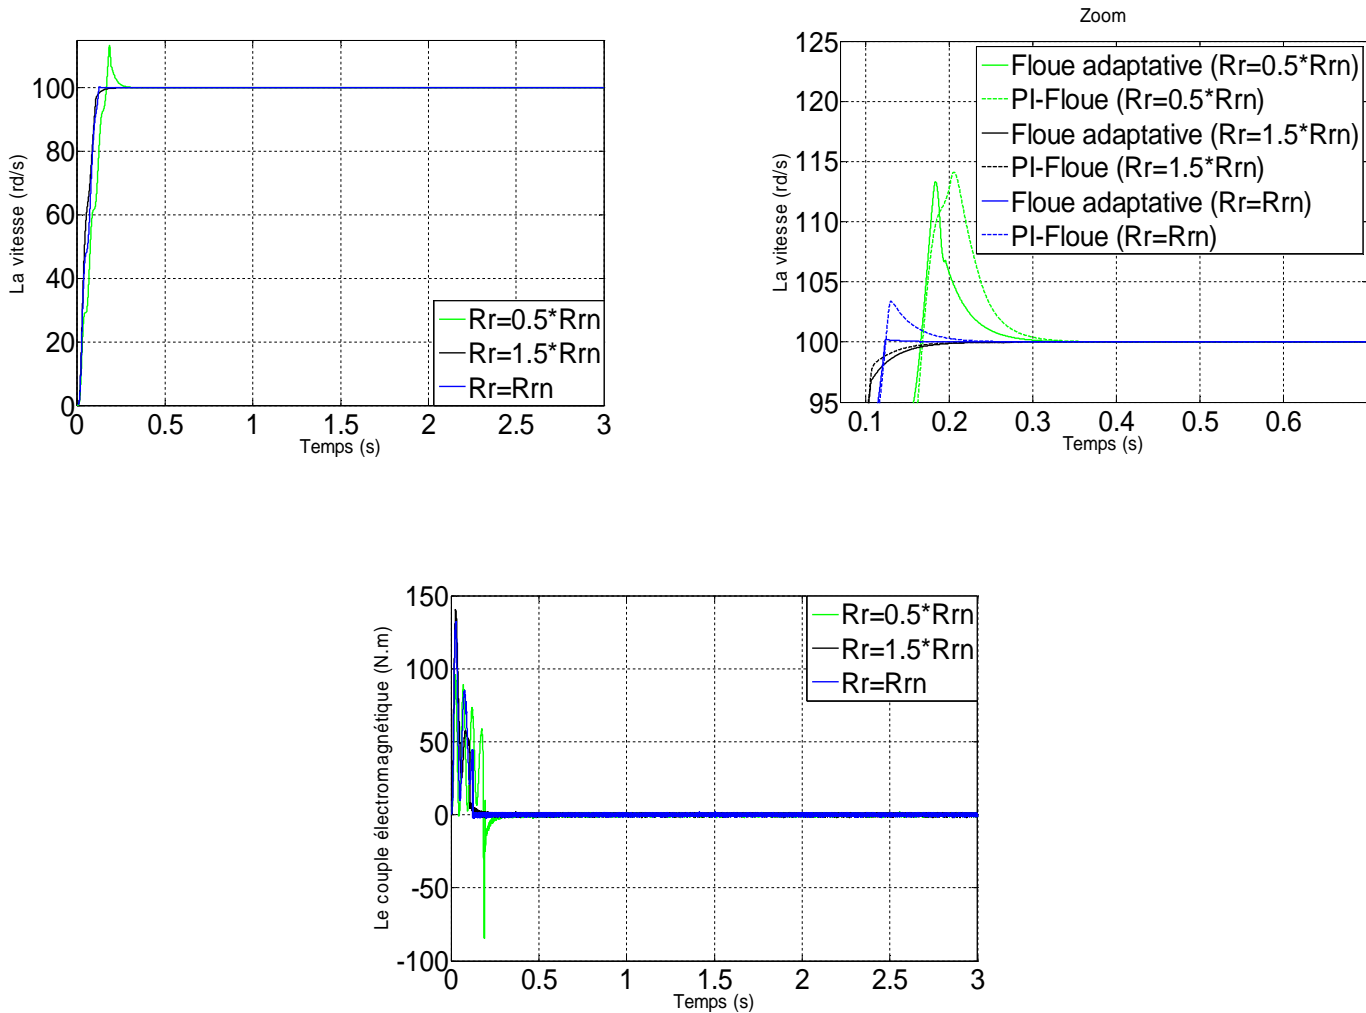 La vitesse (rd/s)
100
80
60
40
20
0
0
0.5
1
1.5
2
2.5
3
Temps (s)
Rr=0.5*Rrn
Rr=1.5*Rrn
Rr=Rrn
Zoom
La vitesse (rd/s)
125
120
115
110
105
100
95
0.1
0.2
0.3
0.4
0.5
0.6
Temps (s)
Floue adaptative (Rr=0.5*Rrn)
PI-Floue (Rr=0.5*Rrn)
Floue adaptative (Rr=1.5*Rrn)
PI-Floue (Rr=1.5*Rrn)
Floue adaptative (Rr=Rrn)
PI-Floue (Rr=Rrn)
Le couple électromagnétique (N.m)
150
100
50
0
-50
-100
0
0.5
1
1.5
2
2.5
3
Temps (s)
Rr=0.5*Rrn
Rr=1.5*Rrn
Rr=Rrn